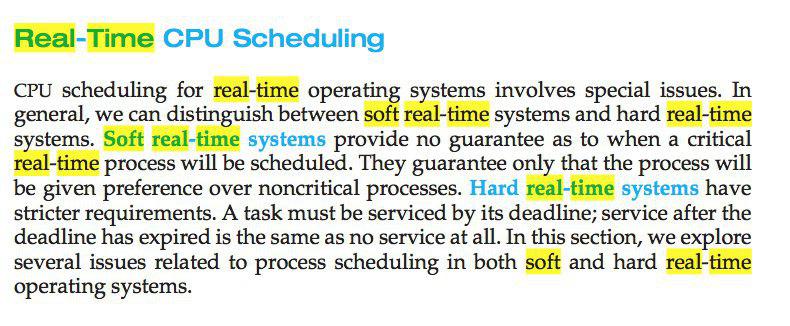 Real-Time CPU Scheduling
CPU scheduling for real-time operating systems involves special issues. In
general, we can distinguish between soft real-time systems and hard real-time
systems. Soft real-time systems provide no guarantee as to when a critical
real-time process will be scheduled. They guarantee only that the process will
be given preference over noncritical processes. Hard real-time systems have
stricter requirements. A task must be serviced by its deadline; service after the
deadline has expired is the same as no service at all. In this section, we explore
several issues related to process scheduling in both soft and hard real-time
operating systems.